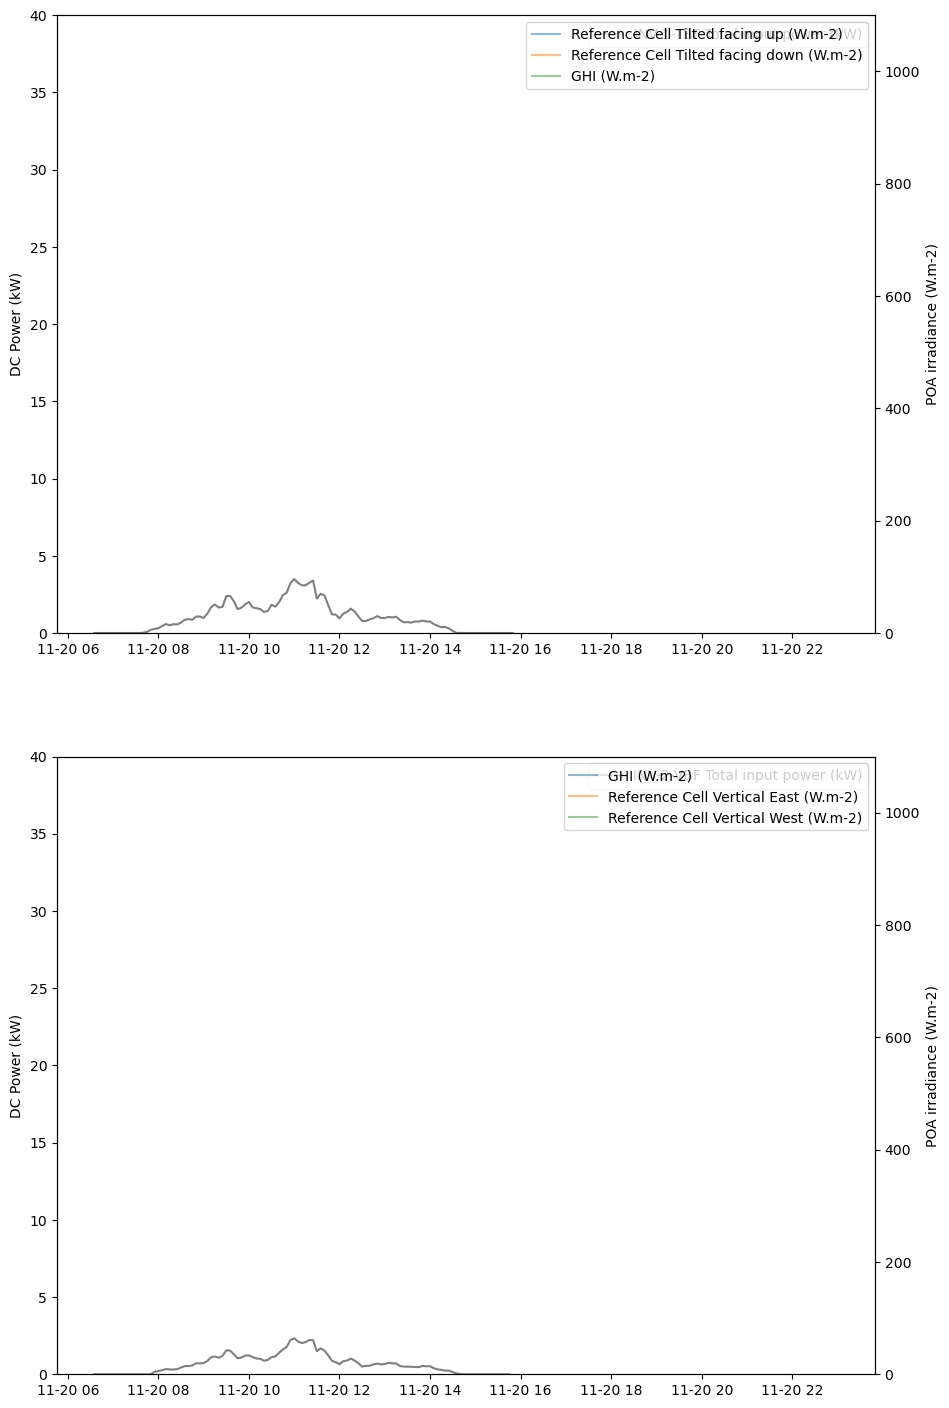 40
35
30
25
20
15
10
5
0
DC Power (kW)
Reference Cell Tilted facing up (W.m-2)
Reference Cell Tilted facing down (W.m-2)
GHI (W.m-2)
1000
800
600
400
200
0
POA irradiance (W.m-2)
11-20 06 11-20 08 11-20 10 11-20 12 11-20 14 11-20 16 11-20 18 11-20 20 11-20 22
40
35
30
25
20
15
10
5
0
DC Power (kW)
Total input power (kW)
GHI (W.m-2)
Reference Cell Vertical East (W.m-2)
Reference Cell Vertical West (W.m-2)
1000
800
600
400
200
0
POA irradiance (W.m-2)
11-20 06 11-20 08 11-20 10 11-20 12 11-20 14 11-20 16 11-20 18 11-20 20 11-20 22